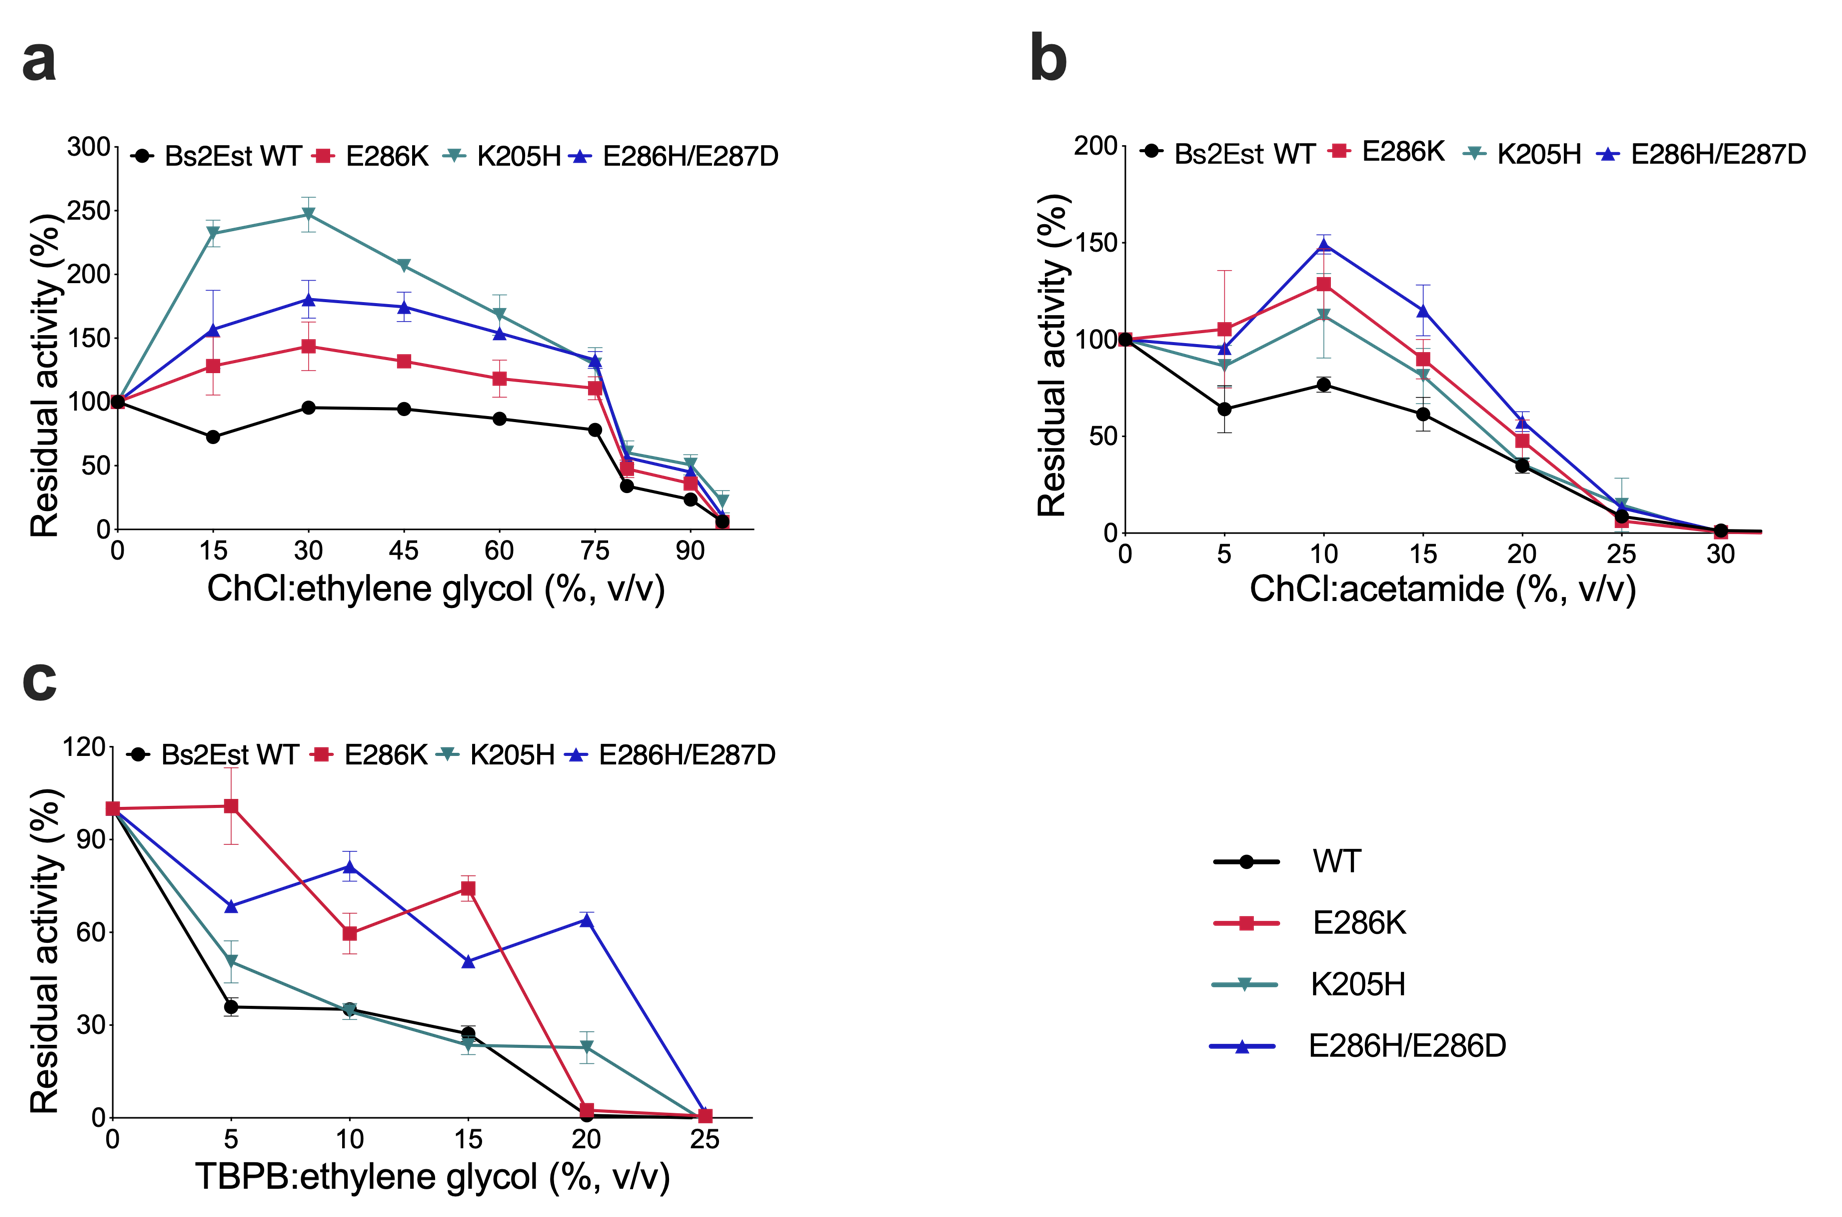 a
300
250
200
150
100
50
0
Residual activity (%)
Bs2Est WT E286K K205H E286H/E287D
0 15 30 45 60 75 90
ChCl:ethylene glycol (%, v/v)
b
200
150
100
50
0
Residual activity (%)
Bs2Est WT E286K K205H E286H/E287D
0 5 10 15 20 25 30
ChCl:acetamide (%, v/v)
c
120
90
60
30
0
Residual activity (%)
Bs2Est WT E286K K205H E286H/E287D
0 5 10 15 20 25
TBPB:ethylene glycol (%, v/v)
WT
E286K
K205H
E286H/E286D